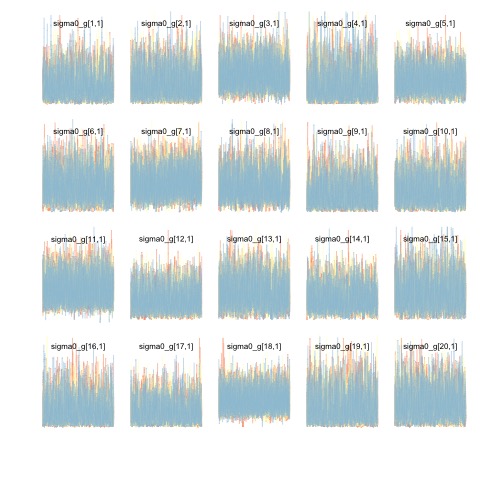 sigma0_g[1,1] sigma0_g[2,1] sigma0_g[3,1] sigma0_g[4,1] sigma0_g[5,1]
sigma0_g[6,1] sigma0_g[7,1] sigma0_g[8,1] sigma0_g[9,1] sigma0_g[10,1]
sigma0_g[11,1] sigma0_g[12,1] sigma0_g[13,1] sigma0_g[14,1] sigma0_g[15,1]
sigma0_g[16,1] sigma0_g[17,1] sigma0_g[18,1] sigma0_g[19,1] sigma0_g[20,1]